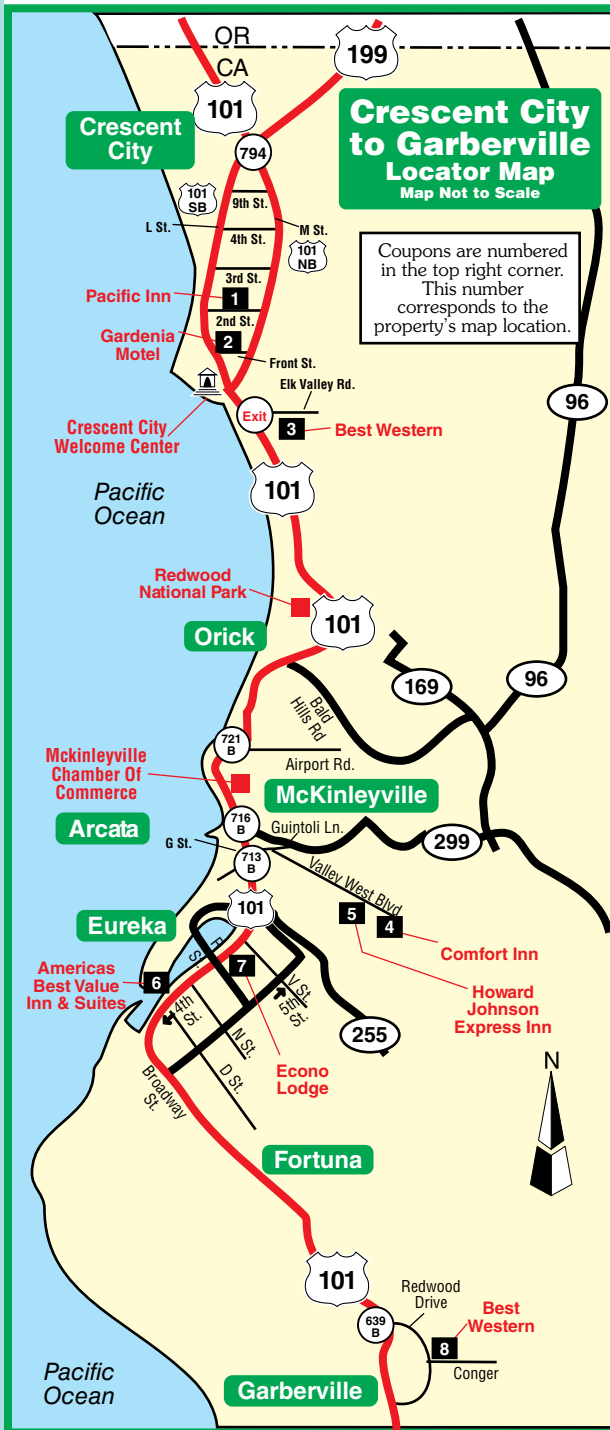 OR
CA
199
101
Crescent
City
Crescent City
to Garberville
Locator Map
Map Not to Scale
794
101
SB
9th St.
L St.
M St.
4th St.
101
NB
Coupons are numbered
in the top right corner.
This number
corresponds to the
property's map location.
3rd St.
Pacific Inn
1
2nd St.
Gardenia
Motel
2
Front St.
Elk Valley Rd.
96
Exit
Crescent City
Welcome Center
3
Best Western
Pacific
Ocean
101
Redwood
National Park
101
Orick
169
96
Bald
Hills Rd
721
B
Airport Rd.
Mckinleyville
Chamber Of
Commerce
McKinleyville
Arcata
716
B
Guintoli Ln.
G St.
299
713
B
Valley West Blvd
101
5
4
Eureka
Comfort Inn
St.
Americas
Best Value
Inn & Suites
6
7
V St.
4th
St.
5th
St.
Howard
Johnson
Express Inn
255
N St.
Econo
Lodge
D St.
N
Broadway
St.
Fortuna
101
Redwood
Drive
639
B
Best
Western
8
Conger
Pacific
Ocean
Garberville